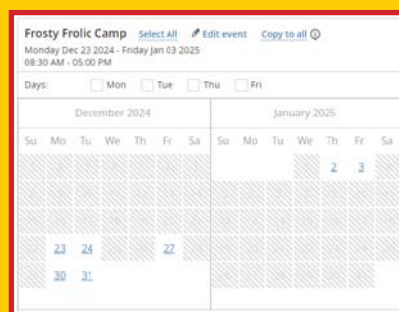 Frosty Frolic Camp Select All Edit event Copy to all
Monday Dec 23 2024 - Friday Jan 03 2025
08:30 AM - 05:00 PM
Days: Mon Tue Thu Fri
December 2024 January 2025
Su Mo Tu We Th Fr Sa Su Mo Tu We Th Fr Sa
2 3
23 24 27
30 31